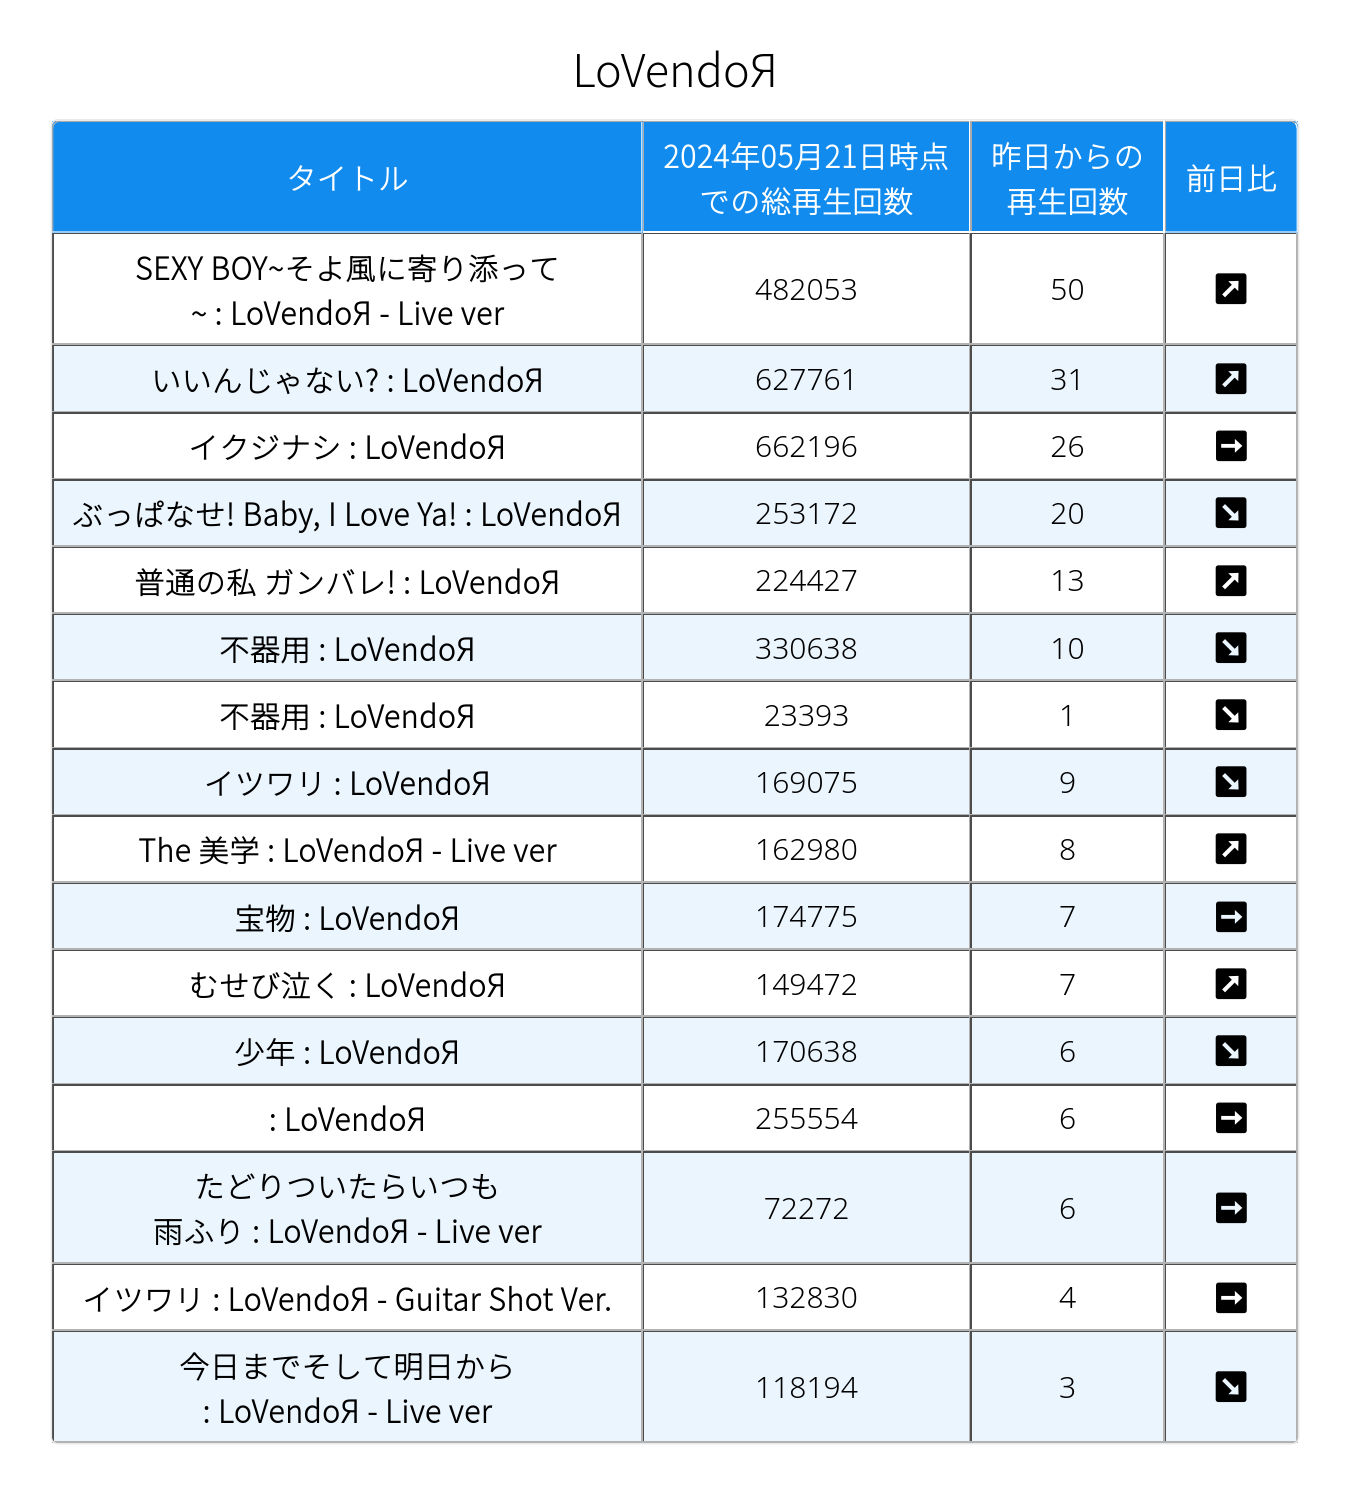 LoVendoЯ
タイトル
2024年05月21日時点
での総再生回数
昨日からの
再生回数
前日比
SEXY BOY~そよ風に寄り添って
~ : LoVendoЯ - Live ver
482053
50
いいんじゃない? : LoVendoЯ
627761
31
イクジナシ : LoVendoЯ
662196
26
ぶっぱなせ! Baby, I Love Ya! : LoVendoЯ
253172
20
普通の私 ガンバレ! : LoVendoЯ
224427
13
不器用 : LoVendoЯ
330638
10
不器用 : LoVendoЯ
23393
1
イツワリ : LoVendoЯ
169075
9
The 美学 : LoVendoЯ - Live ver
162980
8
宝物 : LoVendoЯ
174775
7
むせび泣く : LoVendoЯ
149472
7
少年 : LoVendoЯ
170638
6
: LoVendoЯ
255554
6
たどりついたらいつも
雨ふり : LoVendoЯ - Live ver
72272
6
イツワリ : LoVendoЯ - Guitar Shot Ver.
132830
4
今日までそして明日から
: LoVendoЯ - Live ver
118194
3